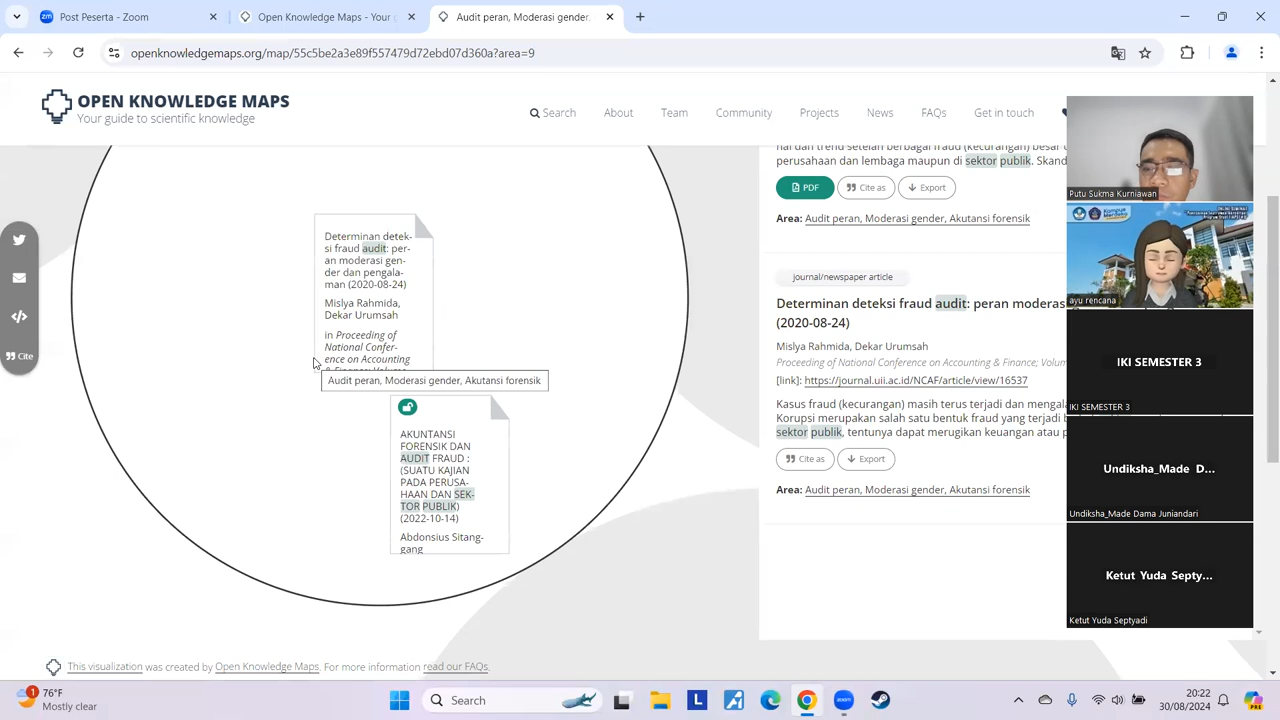 Post Peserta - Zoom
Open Knowledge Maps - Your g
Audit peran, Moderasi gender,
openknowledgemaps.org/map/55c5be2a3e89f557479d72ebd07d360a?area=9
OPEN KNOWLEDGE MAPS
Your guide to scientific knowledge
Search
About
Team
Community
Projects
News
FAQs
Get in touch
Cite
Determinan detek-
si fraud audit: per-
an moderasi gen-
der dan pengala-
man (2020-08-24)
Mislya Rahmida,
Dekar Urumsah
in Proceeding of
National Confer-
ence on Accounting
& Finance; Volume
Audit peran, Moderasi gender, Akutansi forensik
AKUNTANSI
FORENSIK DAN
AUDIT FRAUD :
(SUATU KAJIAN
PADA PERUSA-
HAAN DAN SEK-
TOR PUBLIK)
(2022-10-14)
Abdonsius Sitang-
gang
nal dan trend setelah berbagai fraud (kecurangan) besar
perusahaan dan lembaga maupun di sektor publik. Skand
PDF
Cite as
Export
Area: Audit peran, Moderasi gender, Akutansi forensik
journal/newspaper article
Determinan deteksi fraud audit: peran moderas
(2020-08-24)
Mislya Rahmida, Dekar Urumsah
Proceeding of National Conference on Accounting & Finance; Volum
[link]: https://journal.uii.ac.id/NCAF/article/view/16537
Kasus fraud (kecurangan) masih terus terjadi dan mengal
Korupsi merupakan salah satu bentuk fraud yang terjadi
sektor publik, tentunya dapat merugikan keuangan atau p
Cite as
Export
Area: Audit peran, Moderasi gender, Akutansi forensik
Putu Sukma Kurniawan
ayu rencana
IKI SEMESTER 3
IKI SEMESTER 3
Undiksha_Made D...
Undiksha_Made Dama Juniandari
Ketut Yuda Septy...
Ketut Yuda Septyadi
This visualization was created by Open Knowledge Maps. For more information read our FAQs.
1
76°F
Mostly clear
Search
20:22
30/08/2024